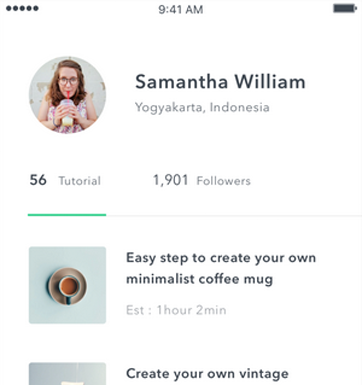 9:41 AM
Samantha William
Yogyakarta, Indonesia
56 Tutorial 1,901 Followers
Easy step to create your own
minimalist coffee mug
Est : 1hour 2min
Create your own vintage